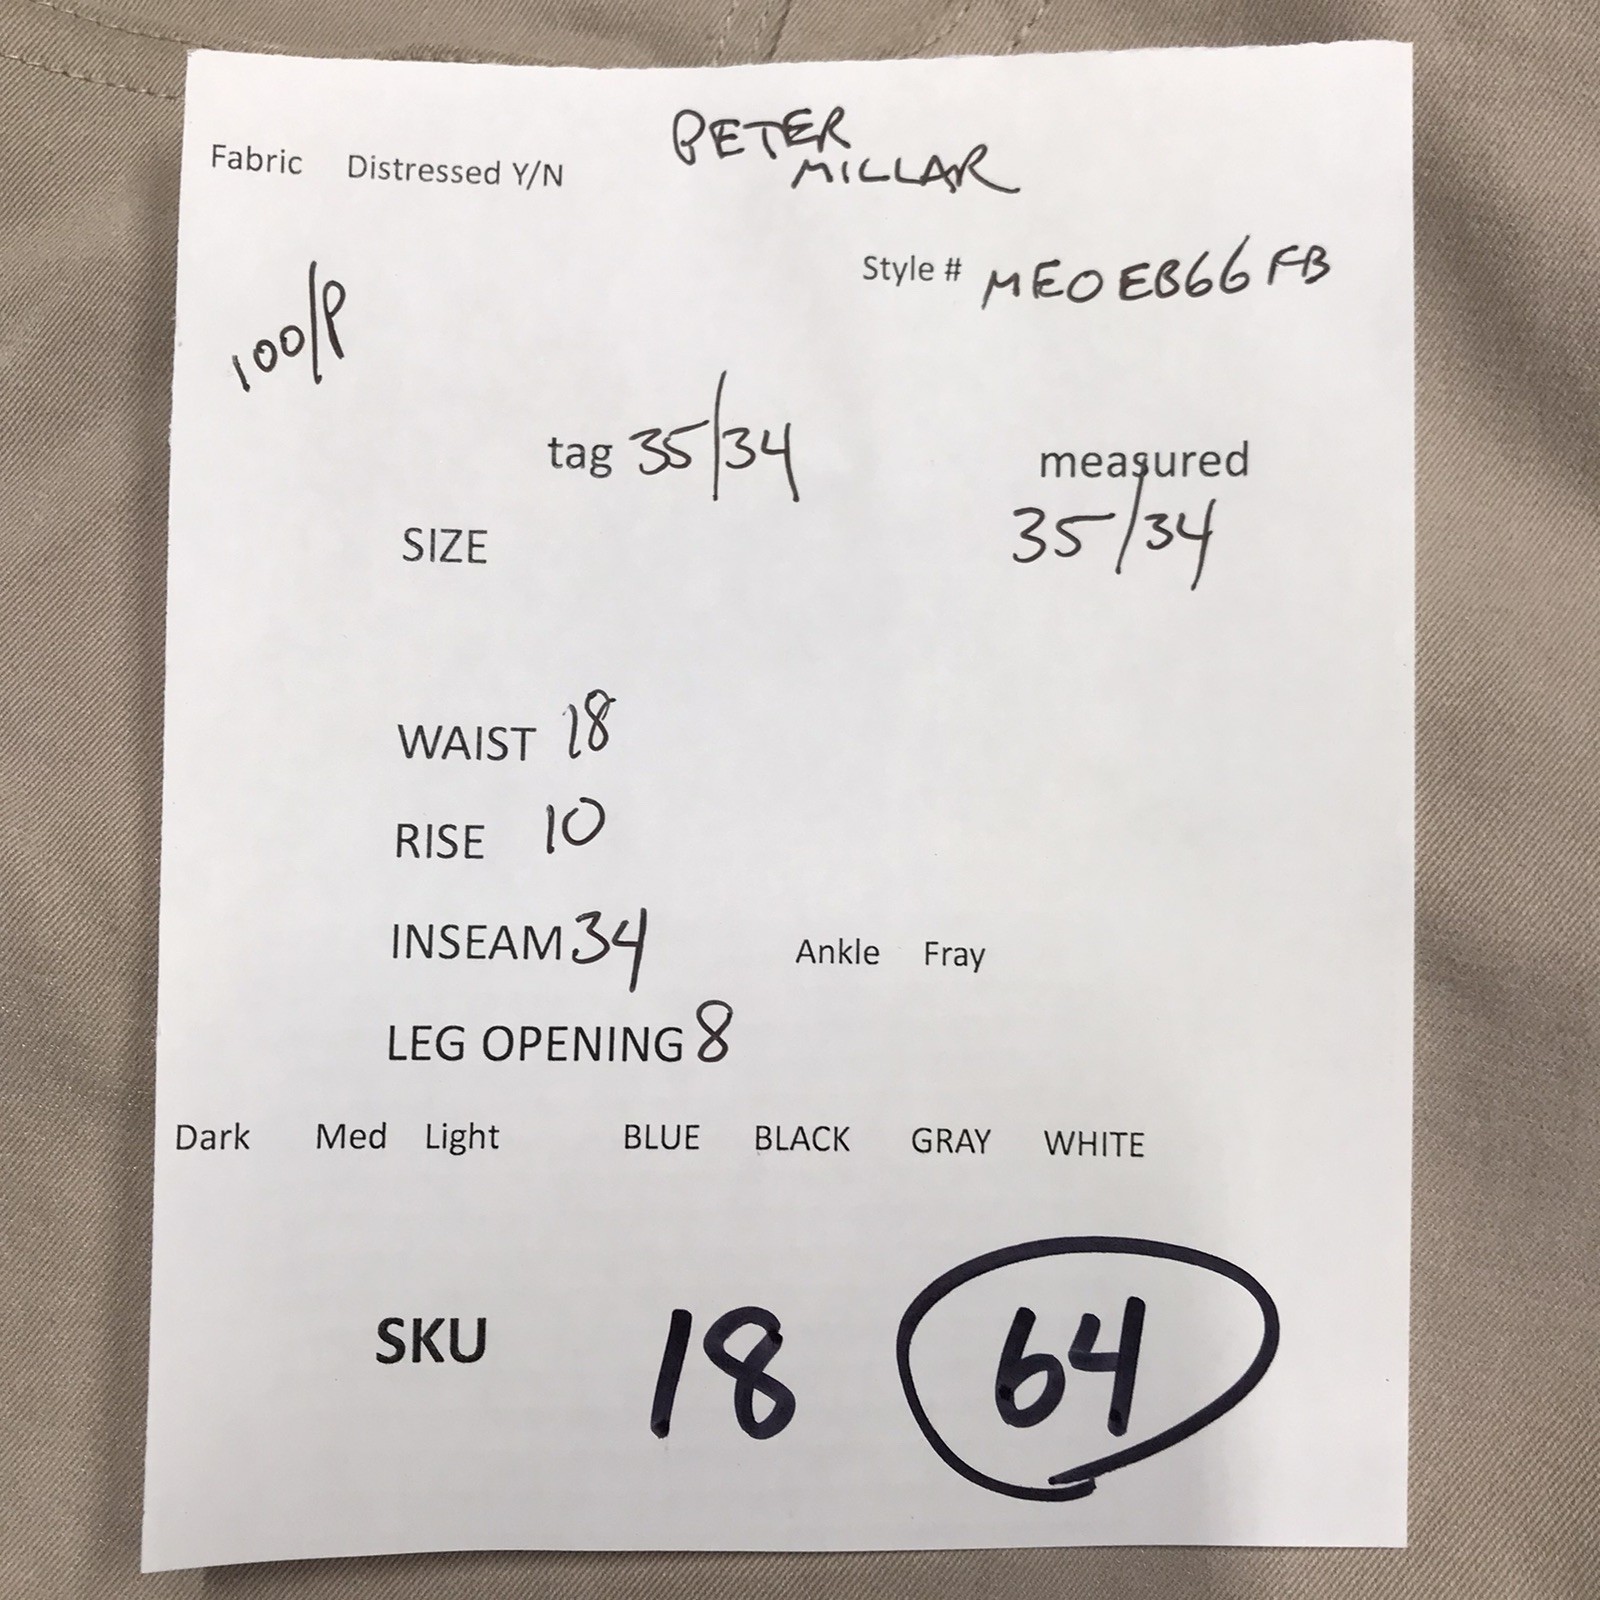 PETER
MILLAR
Fabric Distressed Y/N
Style # MEOEB66FB
100/P
tag 35/34
measured
35/34
SIZE
WAIST 18
RISE 10
INSEAM 34 Ankle Fray
LEG OPENING 8
Dark Med Light BLUE BLACK GRAY WHITE
SKU 18 64